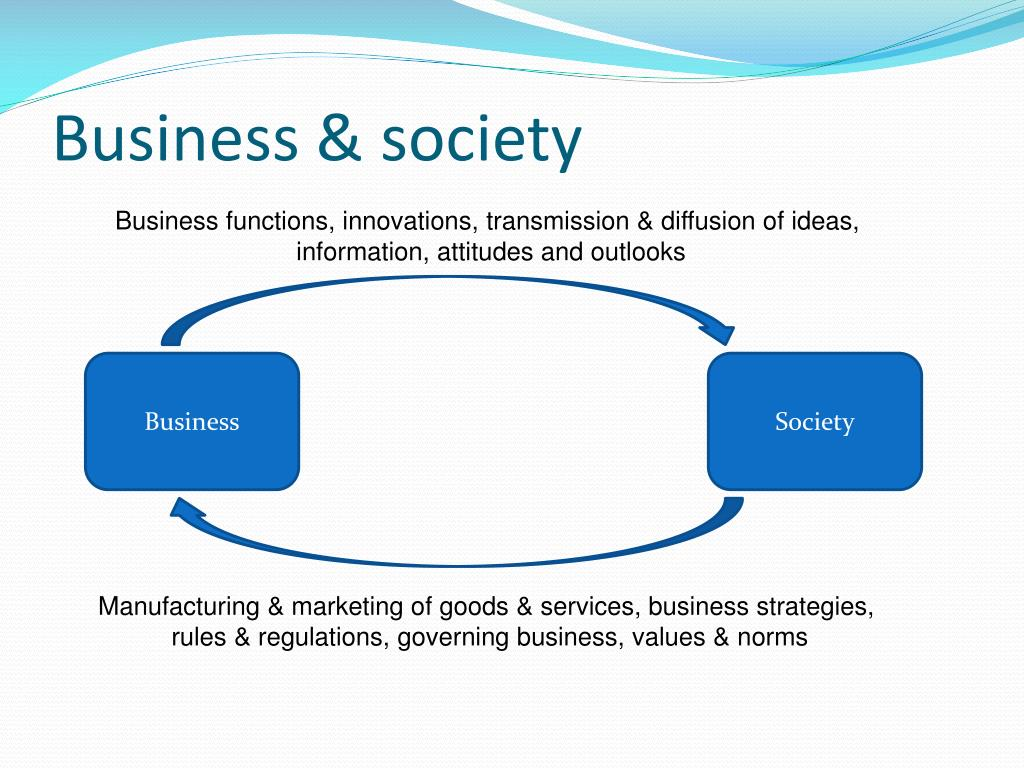 Business & society
Business functions, innovations, transmission & diffusion of ideas,
information, attitudes and outlooks
Business
Society
Manufacturing & marketing of goods & services, business strategies,
rules & regulations, governing business, values & norms